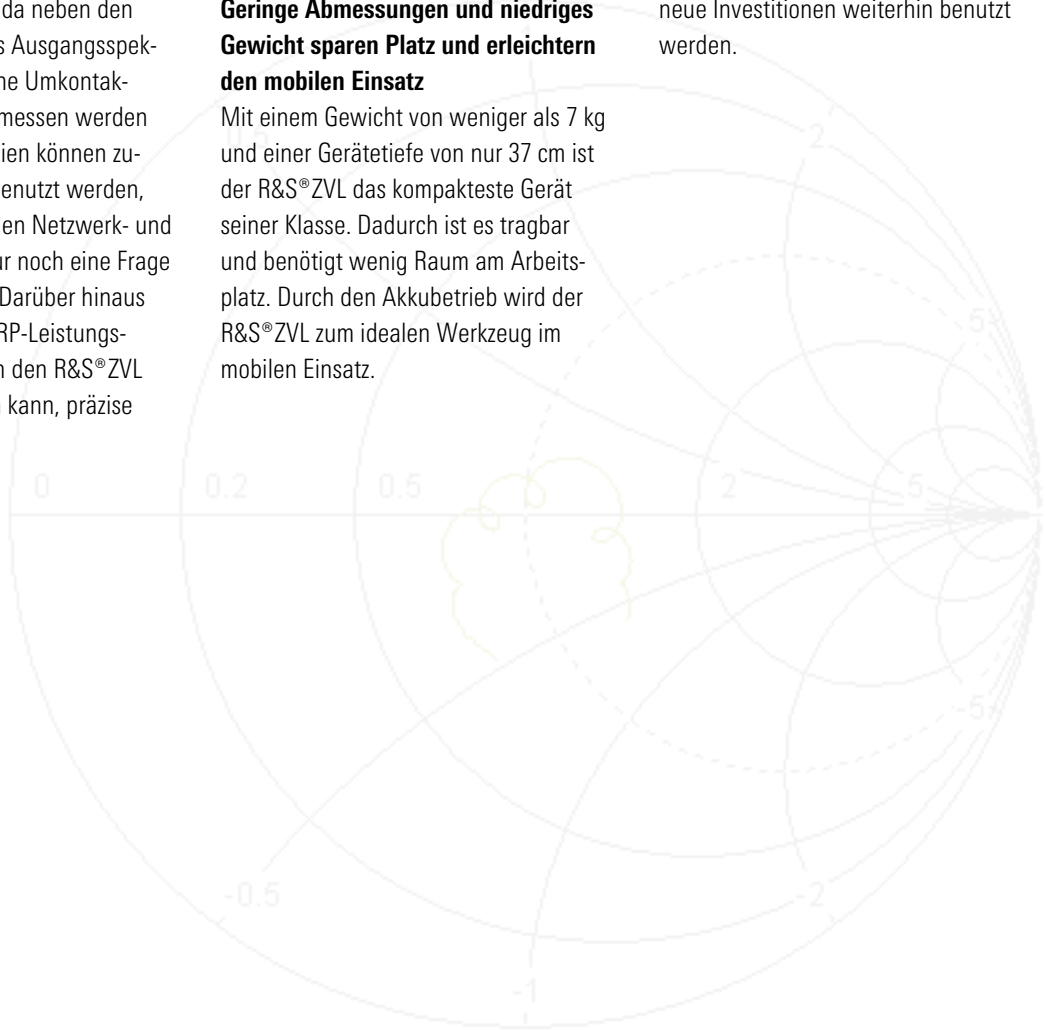 da neben den
s Ausgangsspek-
ne Umkontak-
messen werden
ien können zu-
enutzt werden,
en Netzwerk- und
ur noch eine Frage
Darüber hinaus
RP-Leistungs-
n den R&S®ZVL
kann, präzise
Geringe Abmessungen und niedriges
Gewicht sparen Platz und erleichtern
den mobilen Einsatz
Mit einem Gewicht von weniger als 7 kg
und einer Gerätetiefe von nur 37 cm ist
der R&S®ZVL das kompakteste Gerät
seiner Klasse. Dadurch ist es tragbar
und benötigt wenig Raum am Arbeits-
platz. Durch den Akkubetrieb wird der
R&S®ZVL zum idealen Werkzeug im
mobilen Einsatz.
neue Investitionen weiterhin benutzt
werden.
0.5
2
5
0 0.2 0.5 2 5
-5
-0.5
-2
-1